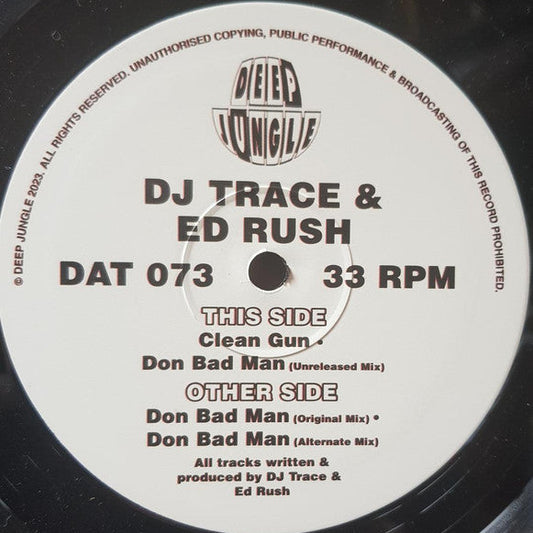 © DEEP JUNGLE 2023. ALL RIGHTS RESERVED. UNAUTHORISED COPYING, PUBLIC PERFORMANCE & BROADCASTING OF THIS RECORD PROHIBITED.
DEEP
JUNGLE
DJ TRACE &
ED RUSH
DAT 073 33 RPM
THIS SIDE
Clean Gun •
Don Bad Man (Unreleased Mix)
OTHER SIDE
Don Bad Man (Original Mix) •
Don Bad Man (Alternate Mix)
All tracks written &
produced by DJ Trace &
Ed Rush